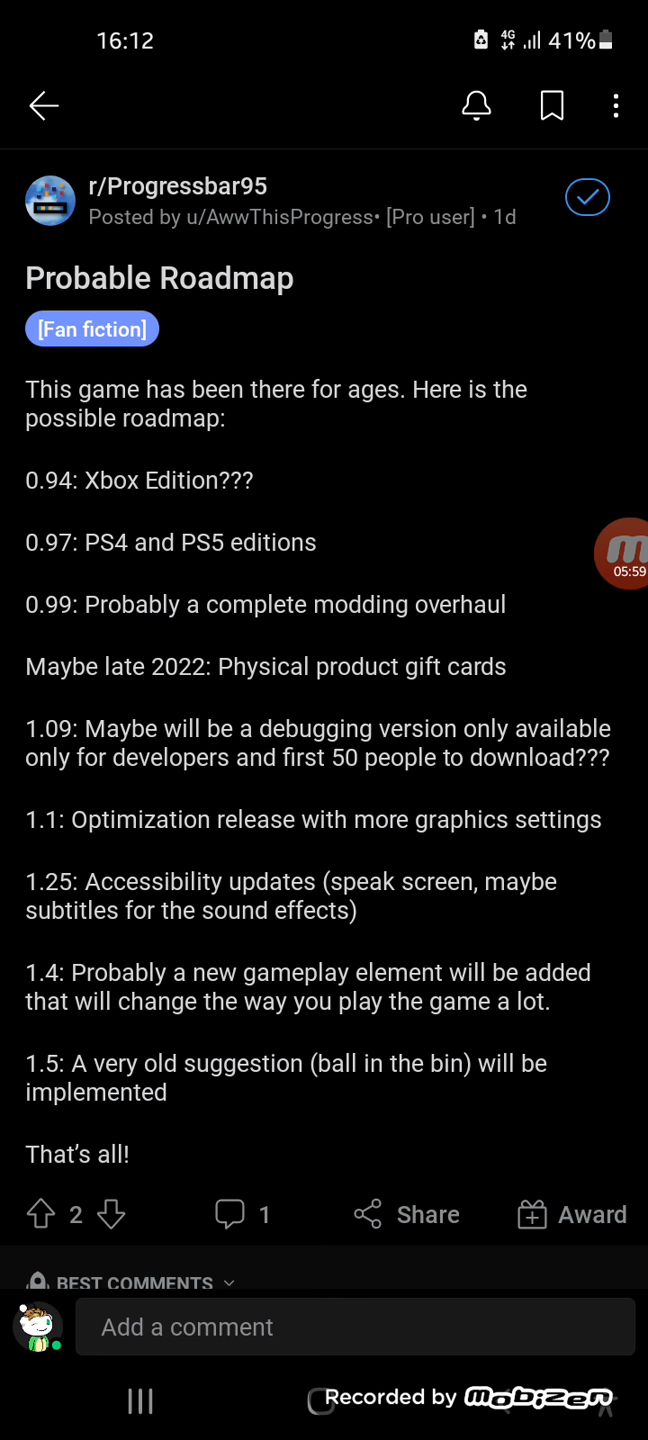 16:12
4G
41%
r/Progressbar95
Posted by u/AwwThisProgress• [Pro user] • 1d
Probable Roadmap
[Fan fiction]
This game has been there for ages. Here is the
possible roadmap:
0.94: Xbox Edition???
0.97: PS4 and PS5 editions
05:59
0.99: Probably a complete modding overhaul
Maybe late 2022: Physical product gift cards
1.09: Maybe will be a debugging version only available
only for developers and first 50 people to download???
1.1: Optimization release with more graphics settings
1.25: Accessibility updates (speak screen, maybe
subtitles for the sound effects)
1.4: Probably a new gameplay element will be added
that will change the way you play the game a lot.
1.5: A very old suggestion (ball in the bin) will be
implemented
That’s all!
2
1
Share
Award
BEST COMMENTS
Add a comment
Recorded by mobizen